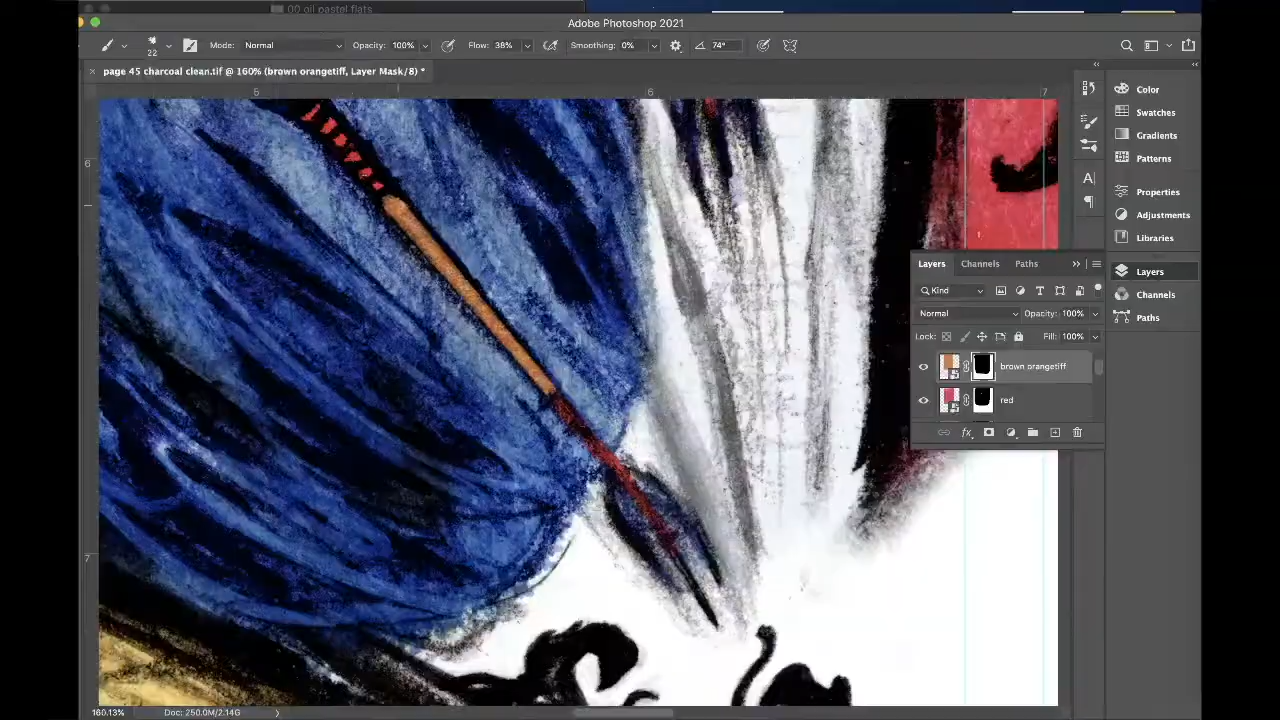 00 oil pastel flats
Adobe Photoshop 2021
22 Mode: Normal Opacity: 100% Flow: 38% Smoothing: 0% 74°
page 45 charcoal clean.tif @ 160% (brown orangetiff, Layer Mask/8) *
5 6 7
6
7
Color
Swatches
Gradients
Patterns
Properties
Adjustments
Libraries
Layers
Channels
Paths
Layers Channels Paths
Kind
Normal Opacity: 100%
Lock: Fill: 100%
brown orangetiff
red
fx
160.13% Doc: 250.0M/2.14G